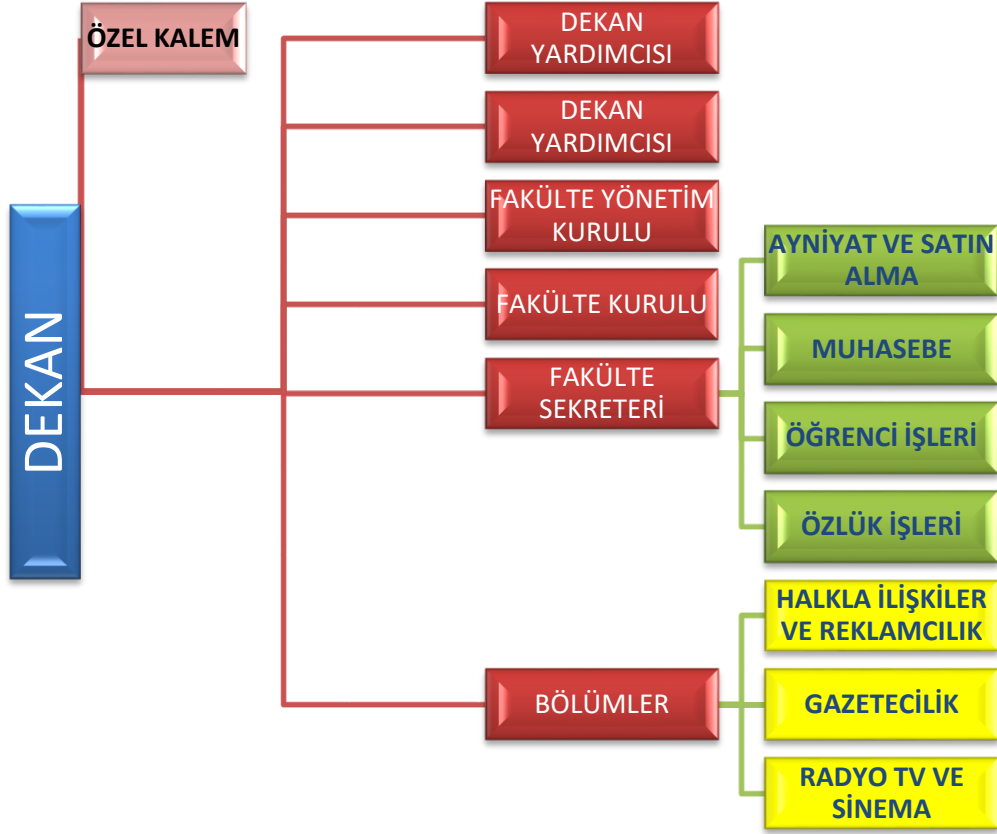 ÖZEL KALEM
DEKAN
DEKAN
YARDIMCISI
DEKAN
YARDIMCISI
FAKÜLTE YÖNETİM
KURULU
FAKÜLTE KURULU
FAKÜLTE
SEKRETERİ
AYNİYAT VE SATIN
ALMA
MUHASEBE
ÖĞRENCİ İŞLERİ
ÖZLÜK İŞLERİ
BÖLÜMLER
HALKLA İLİŞKİLER
VE REKLAMCILIK
GAZETECİLİK
RADYO TV VE
SİNEMA